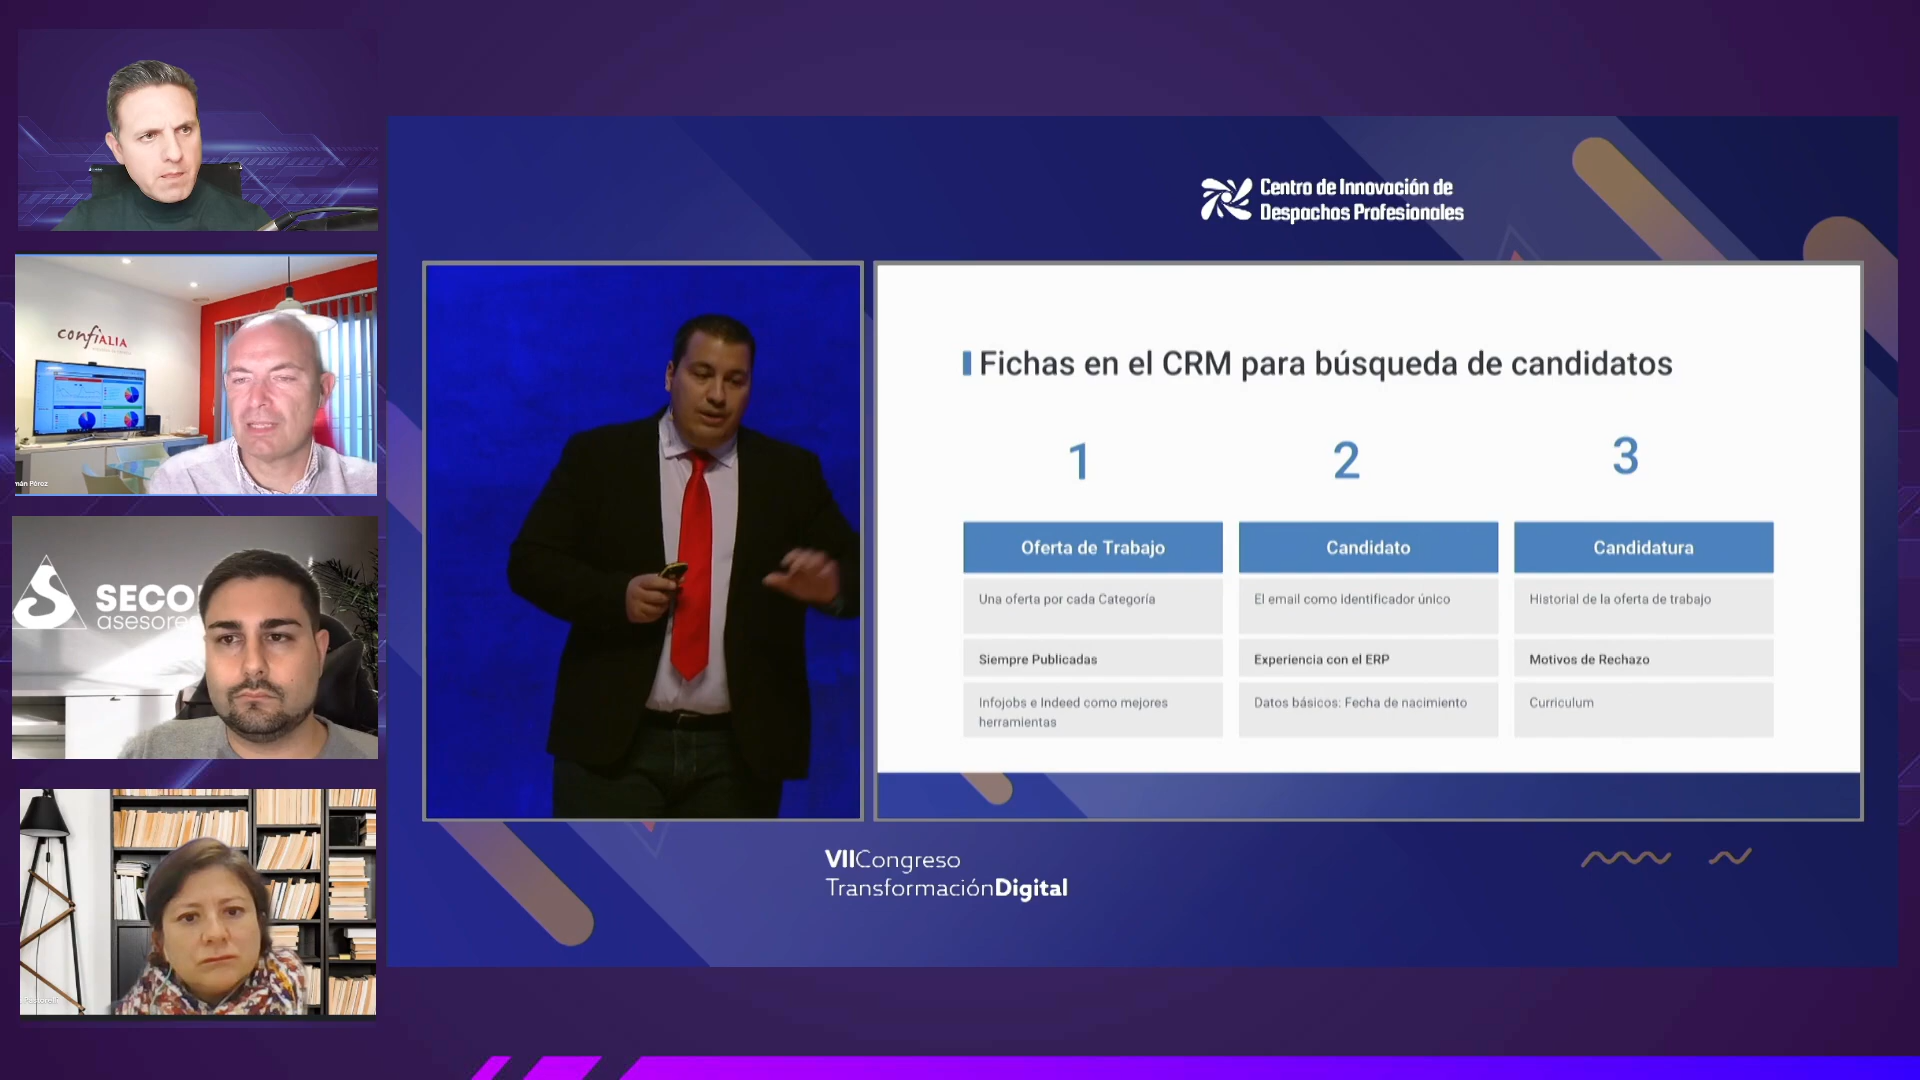 confiALIA
mán Pérez
SECO
asesore
Centro de Innovación de
Despachos Profesionales
Fichas en el CRM para búsqueda de candidatos
1
2
3
Oferta de Trabajo
Candidato
Candidatura
Una oferta por cada Categoría
El email como identificador único
Historial de la oferta de trabajo
Siempre Publicadas
Experiencia con el ERP
Motivos de Rechazo
Infojobs e Indeed como mejores
herramientas
Datos básicos: Fecha de nacimiento
Curriculum
VIICongreso
TransformaciónDigital